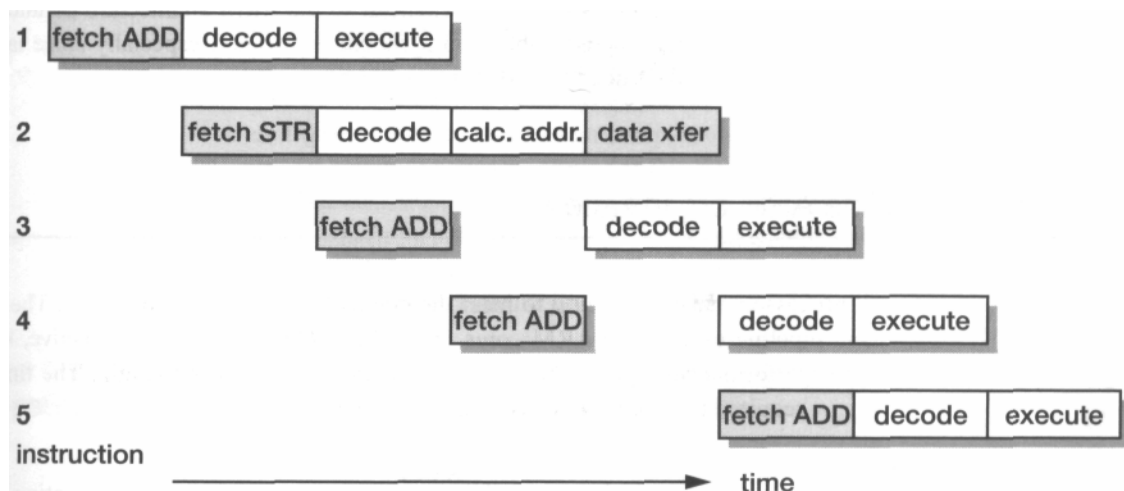 1 fetch ADD decode execute
2 fetch STR decode calc. addr. data xfer
3 fetch ADD decode execute
4 fetch ADD decode execute
5 fetch ADD decode execute
instruction
time